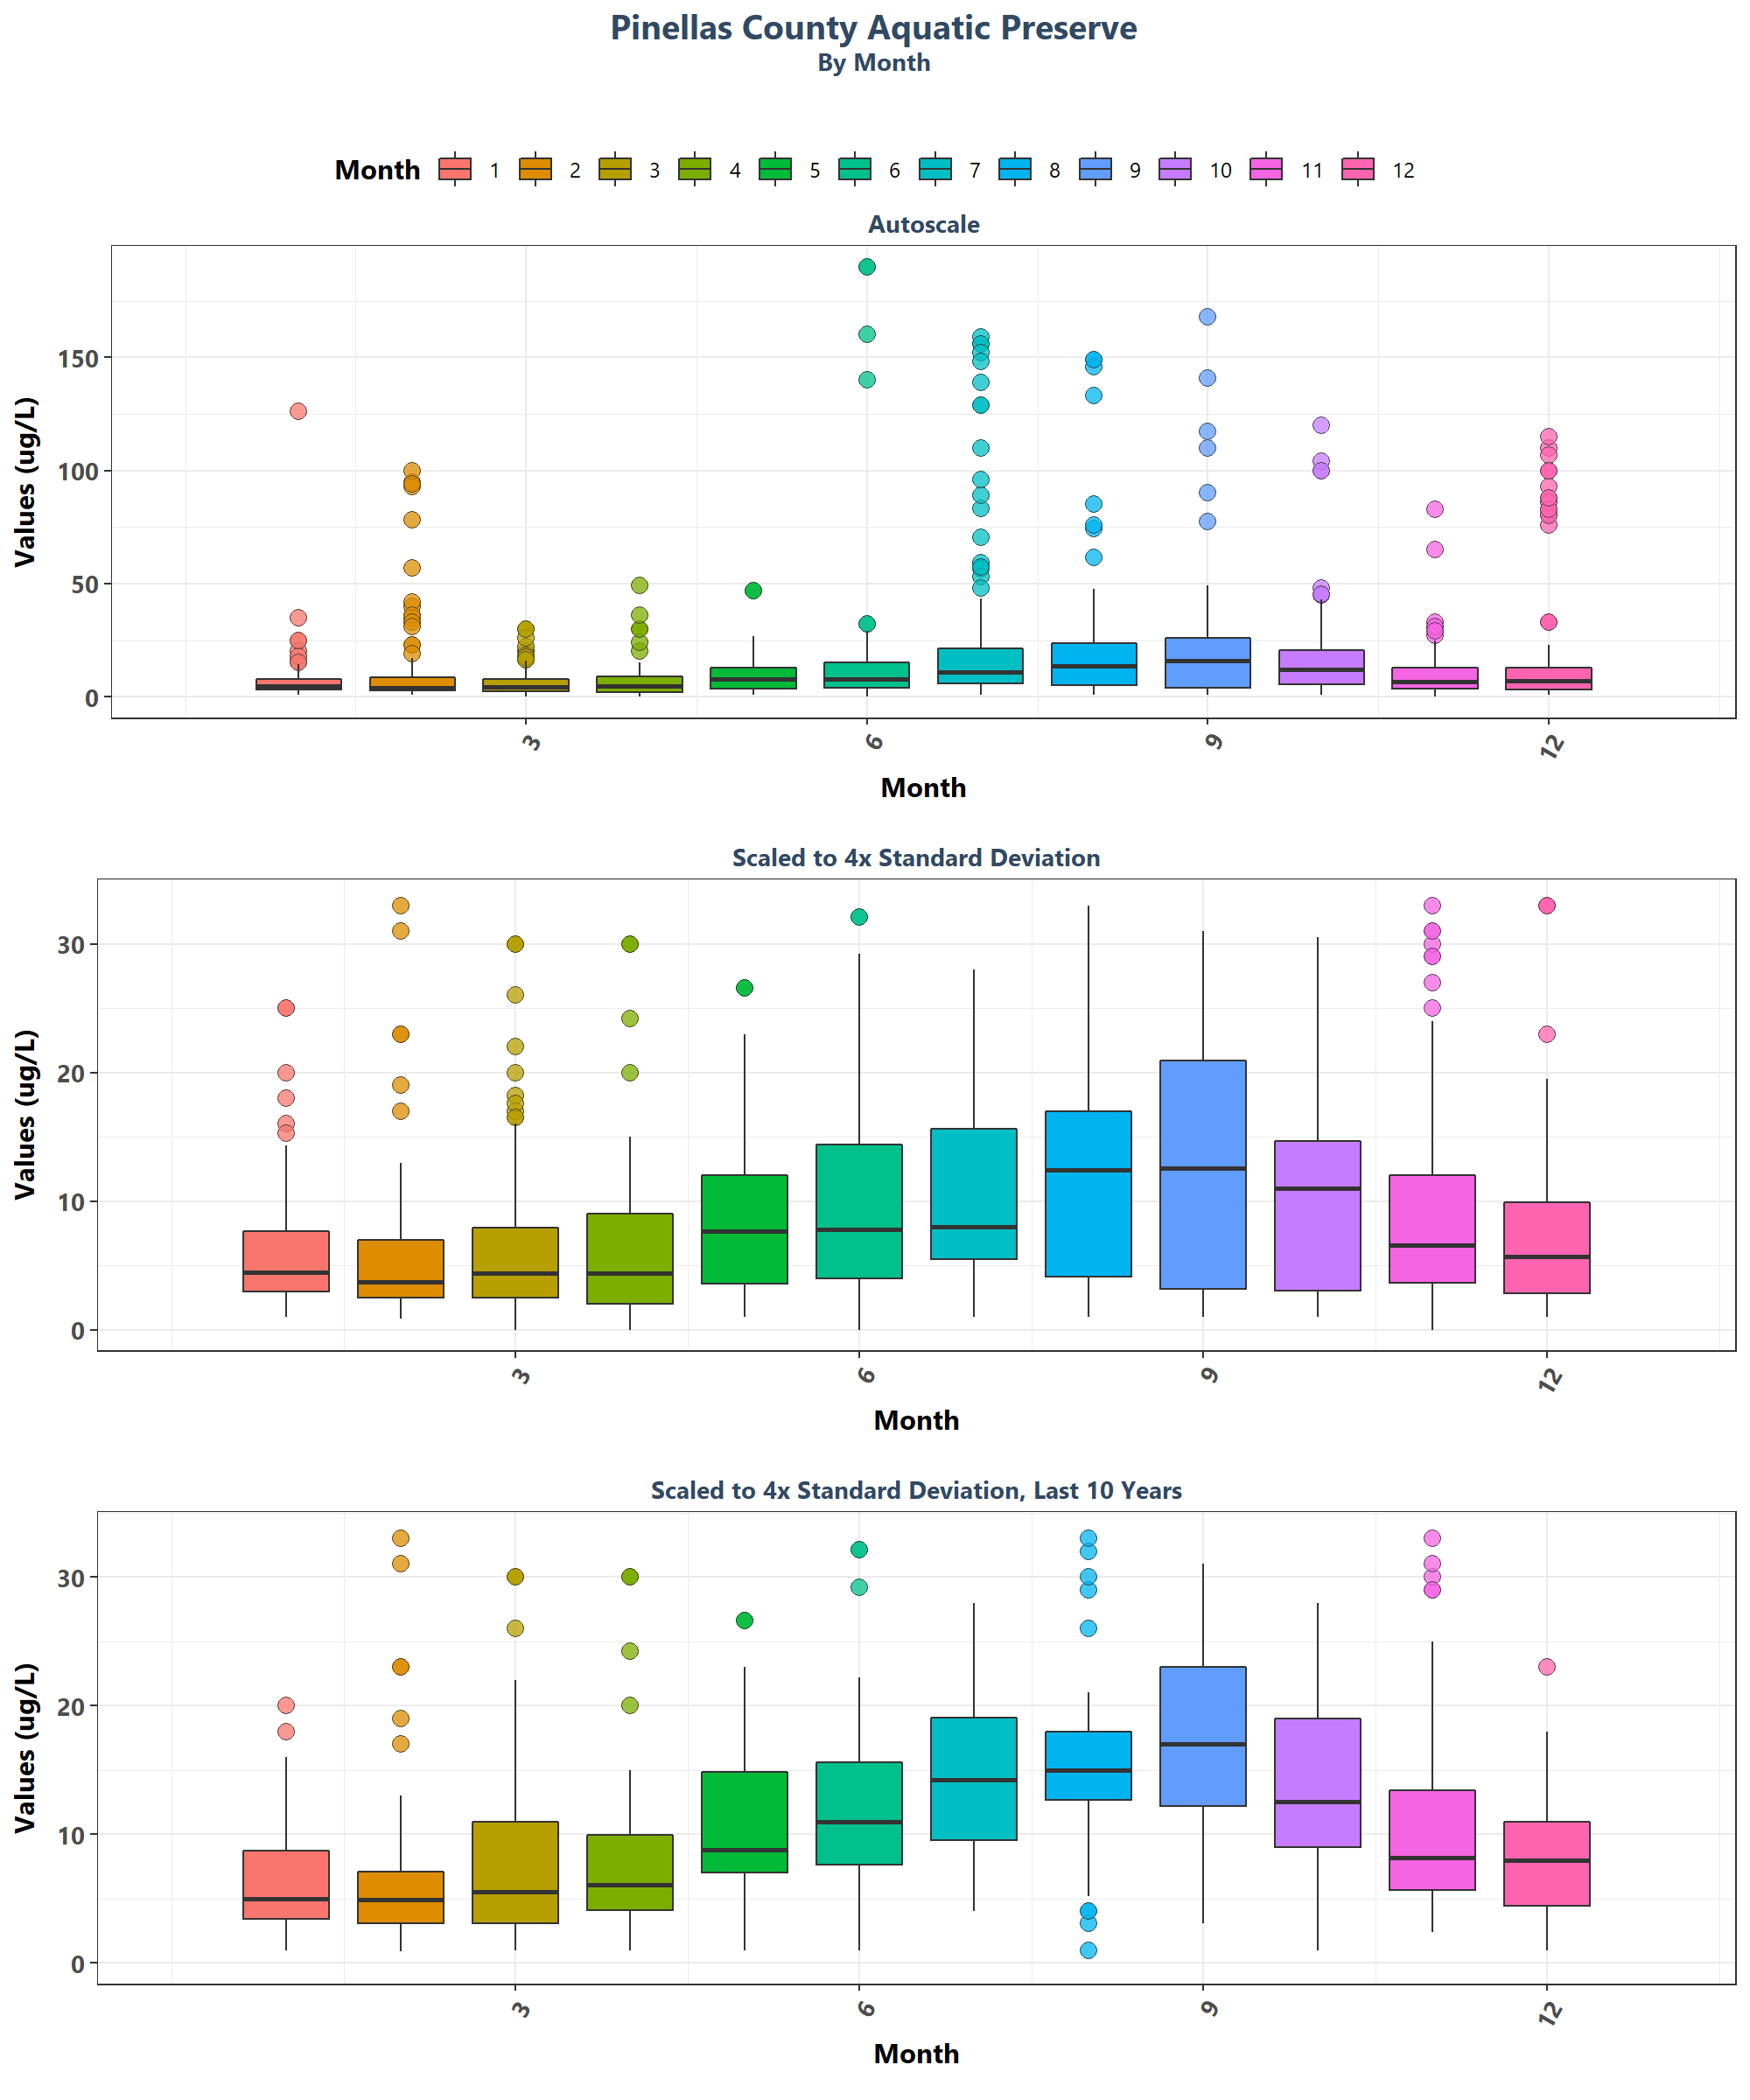 Pinellas County Aquatic Preserve
By Month
Month 1 2 3 4 5 6 7 8 9 10 11 12
Autoscale
Values (ug/L)
150
100
50
0
3 6 9 12
Month
Scaled to 4x Standard Deviation
Values (ug/L)
30
20
10
0
3 6 9 12
Month
Scaled to 4x Standard Deviation, Last 10 Years
Values (ug/L)
30
20
10
0
3 6 9 12
Month